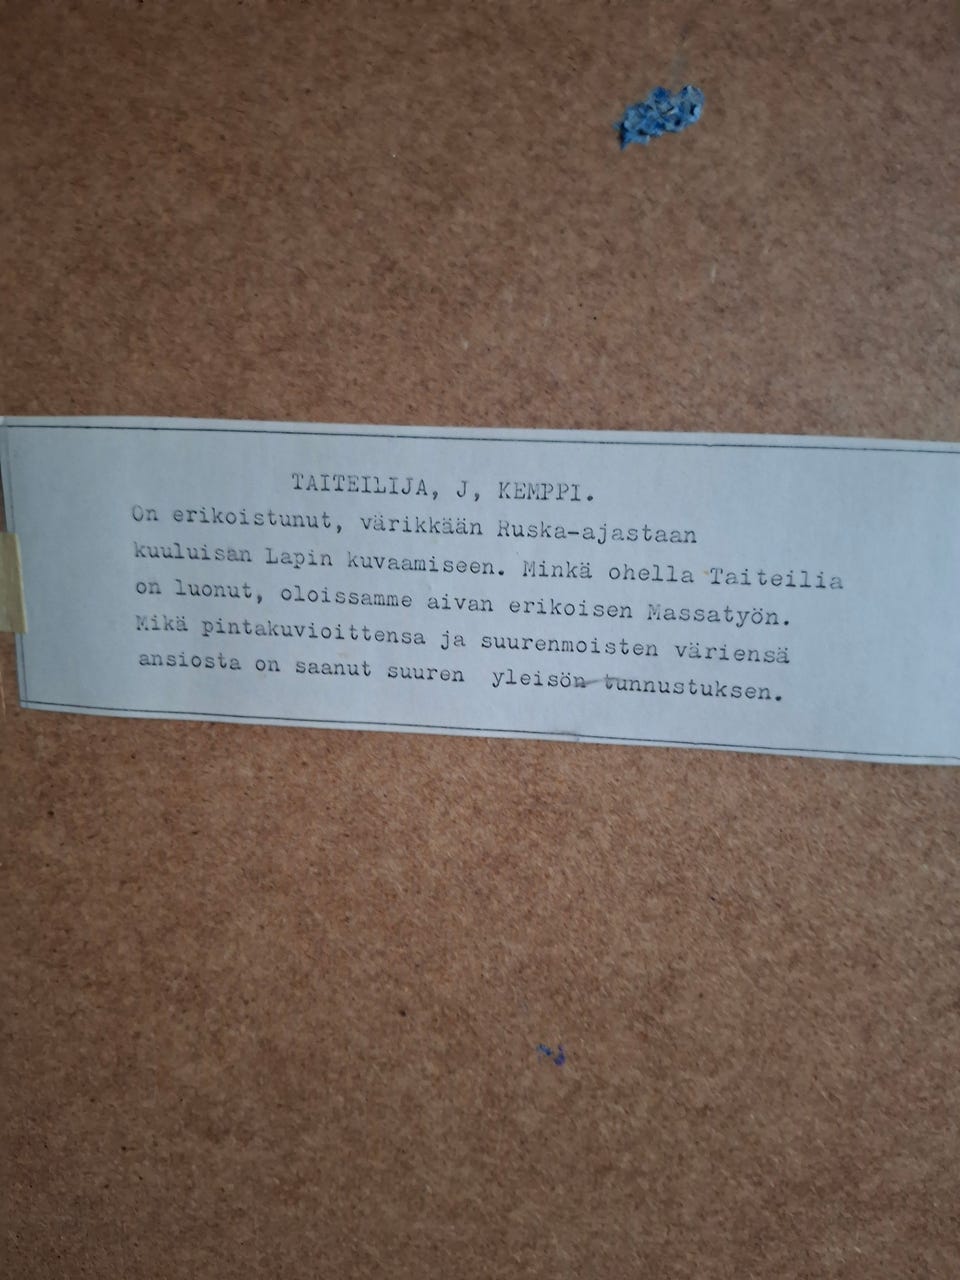 TAITEILIJA, J, KEMPPI.
On erikoistunut, värikkään Ruska-ajastaan
kuuluisan Lapin kuvaamiseen. Minkä ohella Taiteilia
on luonut, oloissamme aivan erikoisen Massatyön.
Mikä pintakuvioittensa ja suurenmoisten väriensä
ansiosta on saanut suuren yleisön tunnustuksen.